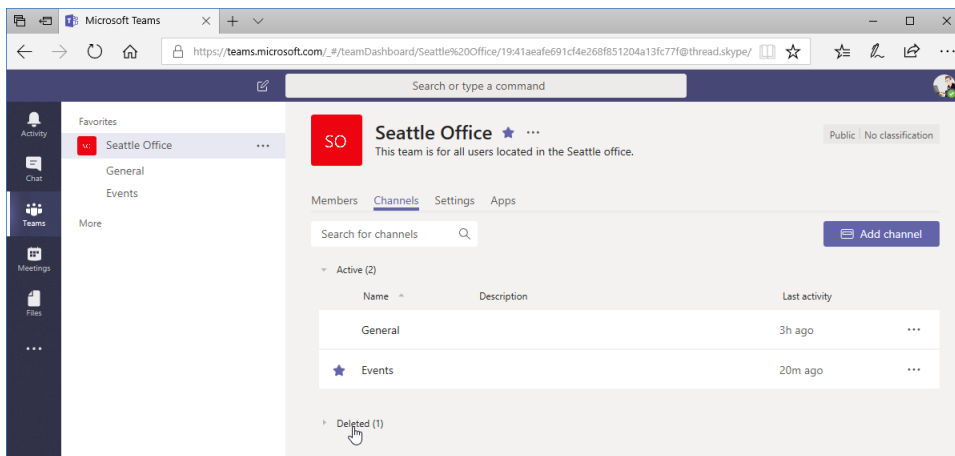 Microsoft Teams
https://teams.microsoft.com/_#/teamDashboard/Seattle%20Office/19:41aeafe691cf4e268f851204a13fc77f@thread.skype/
Search or type a command
Activity
Chat
Teams
Meetings
Files
Favorites
SO Seattle Office
General
Events
More
SO
Seattle Office
This team is for all users located in the Seattle office.
Public No classification
Members Channels Settings Apps
Search for channels
Add channel
Active (2)
Name Description Last activity
General 3h ago
Events 20m ago
Deleted (1)